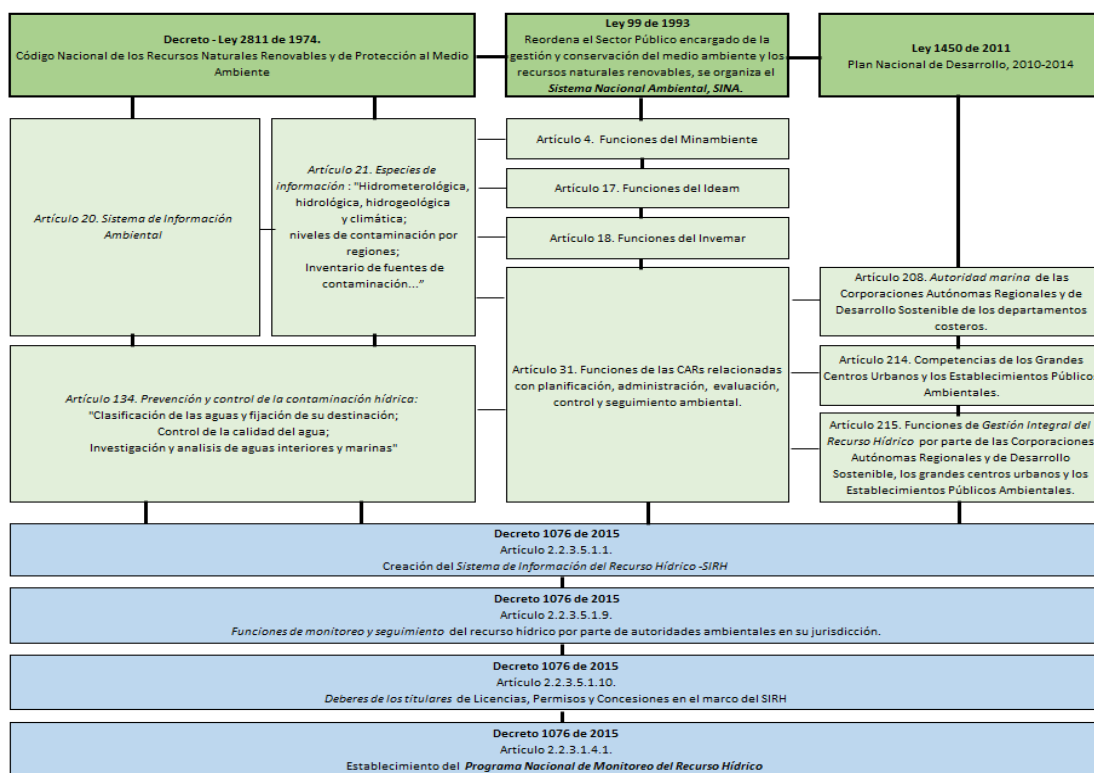 Decreto - Ley 2811 de 1974.
Código Nacional de los Recursos Naturales Renovables y de Protección al Medio
Ambiente
Ley 99 de 1993
Reordena el Sector Público encargado de la
gestión y conservación del medio ambiente y los
recursos naturales renovables, se organiza el
Sistema Nacional Ambiental, SINA.
Ley 1450 de 2011
Plan Nacional de Desarrollo, 2010-2014
Artículo 20. Sistema de Información
Ambiental
Artículo 21. Especies de
información : "Hidrometerológica,
hidrológica, hidrogeológica
y climática;
niveles de contaminación por
regiones;
Inventario de fuentes de
contaminación...”
Artículo 134. Prevención y control de la contaminación hídrica:
"Clasificación de las aguas y fijación de su destinación;
Control de la calidad del agua;
Investigación y analisis de aguas interiores y marinas"
Artículo 4. Funciones del Minambiente
Artículo 17. Funciones del Ideam
Artículo 18. Funciones del Invemar
Artículo 31. Funciones de las CARs relacionadas
con planificación, administración, evaluación,
control y seguimiento ambiental.
Artículo 208. Autoridad marina de las
Corporaciones Autónomas Regionales y de
Desarrollo Sostenible de los departamentos
costeros.
Artículo 214. Competencias de los Grandes
Centros Urbanos y los Establecimientos Públicos
Ambientales.
Artículo 215. Funciones de Gestión Integral del
Recurso Hídrico por parte de las Corporaciones
Autónomas Regionales y de Desarrollo
Sostenible, los grandes centros urbanos y los
Establecimientos Públicos Ambientales.
Decreto 1076 de 2015
Artículo 2.2.3.5.1.1.
Creación del Sistema de Información del Recurso Hídrico -SIRH
Decreto 1076 de 2015
Artículo 2.2.3.5.1.9.
Funciones de monitoreo y seguimiento del recurso hídrico por parte de autoridades ambientales en su jurisdicción.
Decreto 1076 de 2015
Artículo 2.2.3.5.1.10.
Deberes de los titulares de Licencias, Permisos y Concesiones en el marco del SIRH
Decreto 1076 de 2015
Artículo 2.2.3.1.4.1.
Establecimiento del Programa Nacional de Monitoreo del Recurso Hídrico